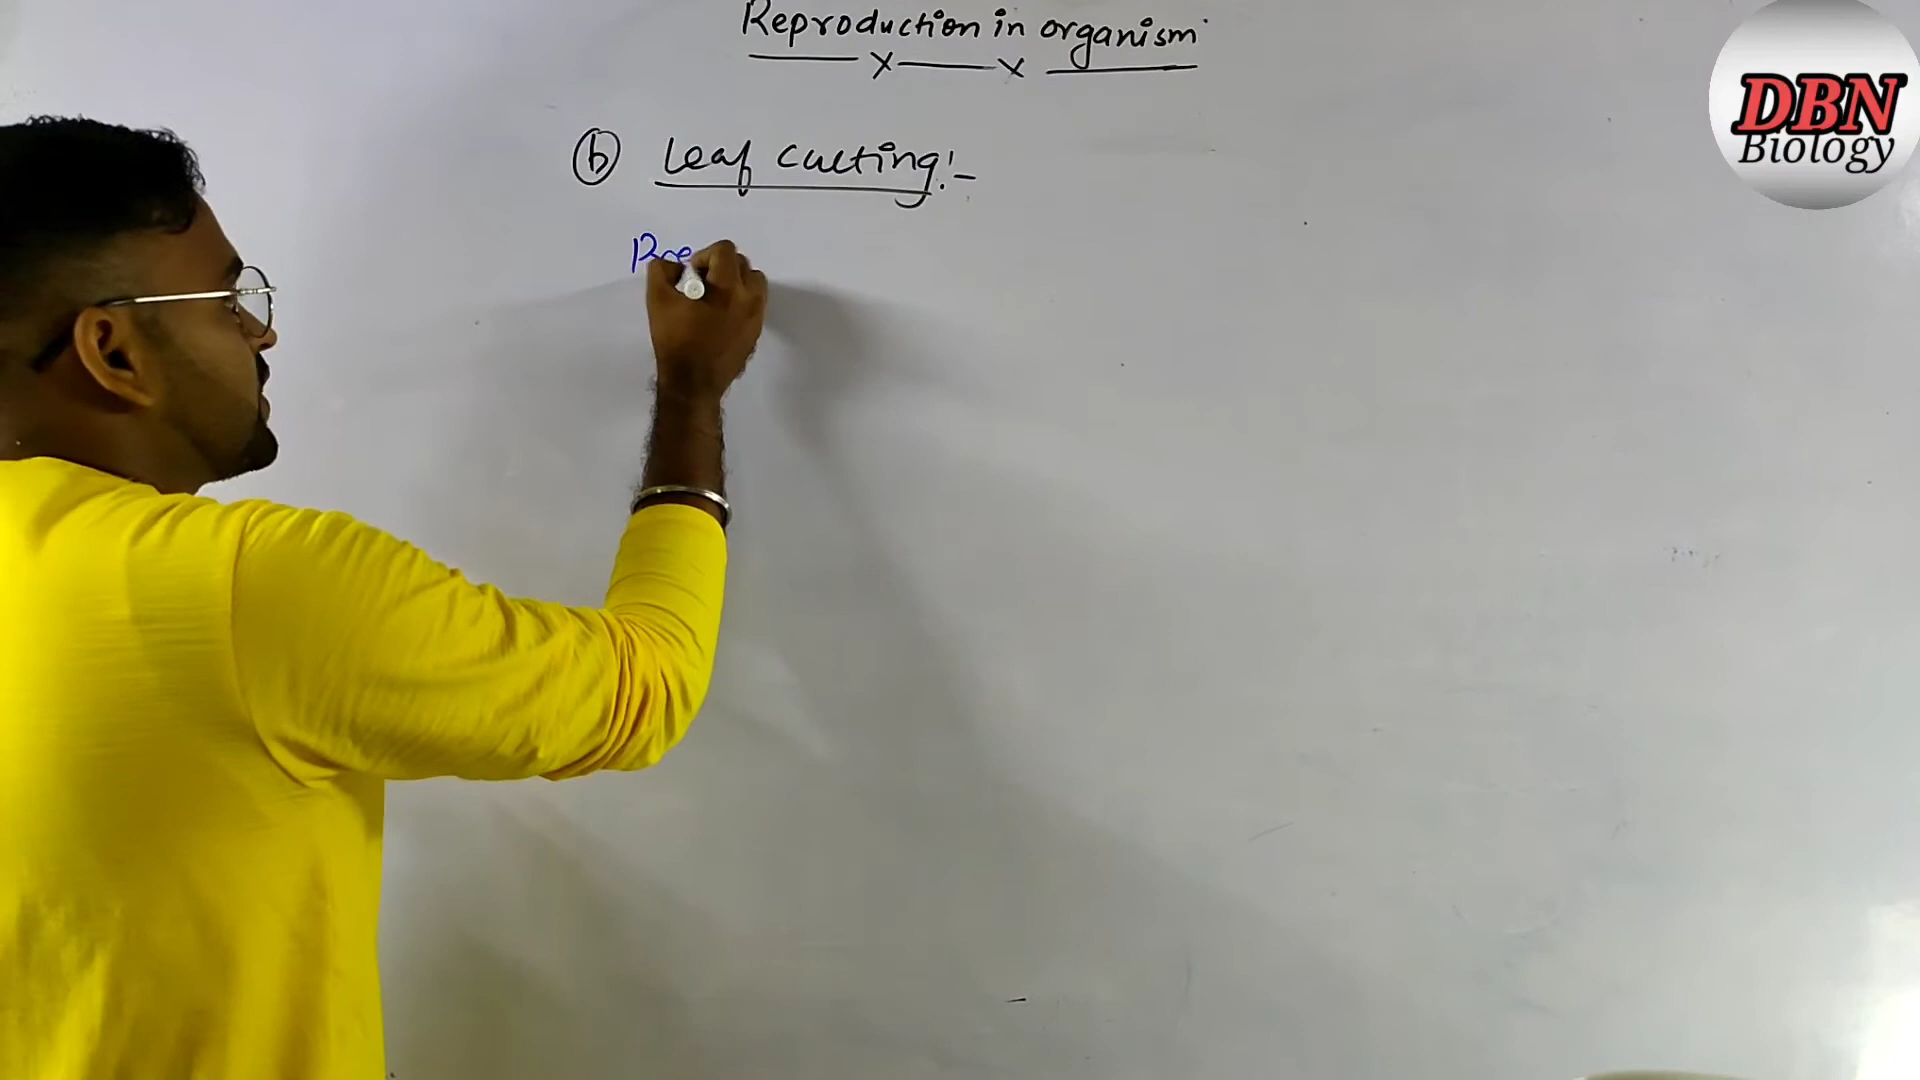 Reproduction in organism
x x
DBN
Biology
(b) Leaf cutting:-